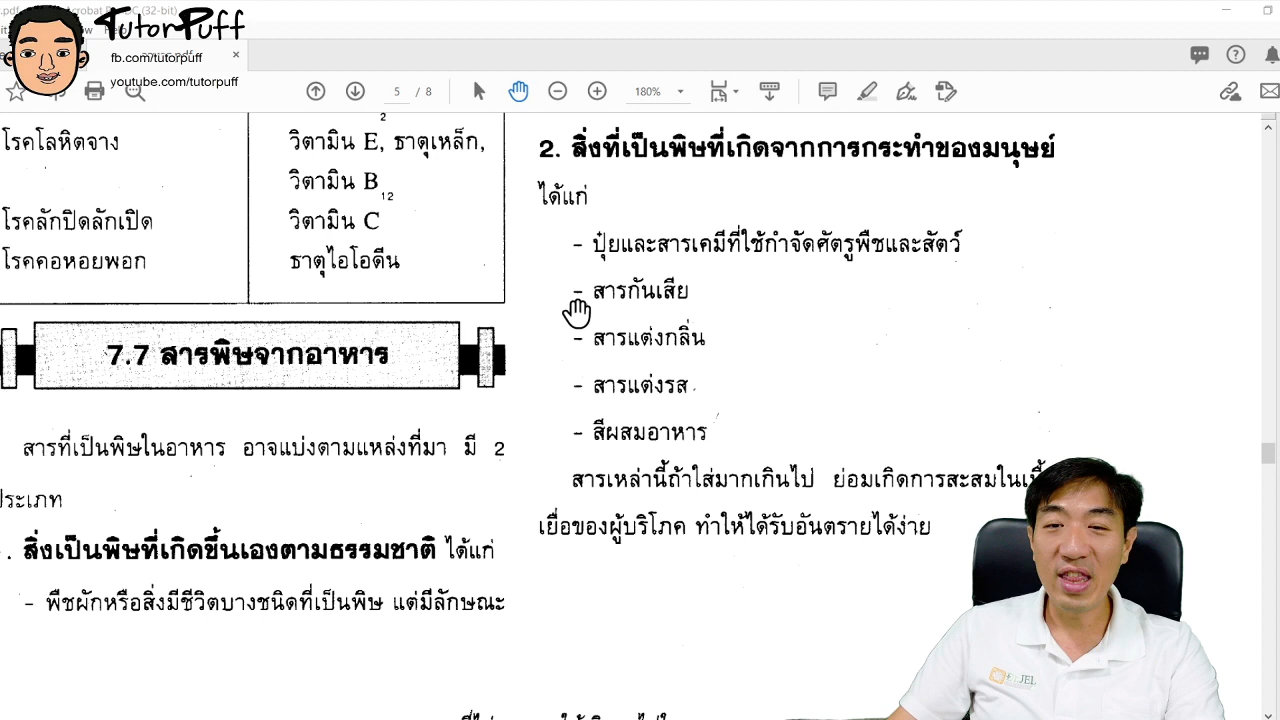 TutorPuff
fb.com/tutorpuff
youtube.com/tutorpuff
5 / 8
180%
โรคโลหิตจาง
วิตามิน E, ธาตุเหล็ก,
วิตามิน B12
โรคลักปิดลักเปิด
วิตามิน C
โรคคอหอยพอก
ธาตุไอโอดีน
7.7 สารพิษจากอาหาร
สารที่เป็นพิษในอาหาร อาจแบ่งตามแหล่งที่มา มี 2
ประเภท
สิ่งเป็นพิษที่เกิดขึ้นเองตามธรรมชาติ ได้แก่
- พืชผักหรือสิ่งมีชีวิตบางชนิดที่เป็นพิษ แต่มีลักษณะ
2. สิ่งที่เป็นพิษที่เกิดจากการกระทำของมนุษย์
ได้แก่
- ปุ๋ยและสารเคมีที่ใช้กำจัดศัตรูพืชและสัตว์
- สารกันเสีย
- สารแต่งกลิ่น
- สารแต่งรส
- สีผสมอาหาร
สารเหล่านี้ถ้าใส่มากเกินไป ย่อมเกิดการสะสมในเนื้อ
เยื่อของผู้บริโภค ทำให้ได้รับอันตรายได้ง่าย